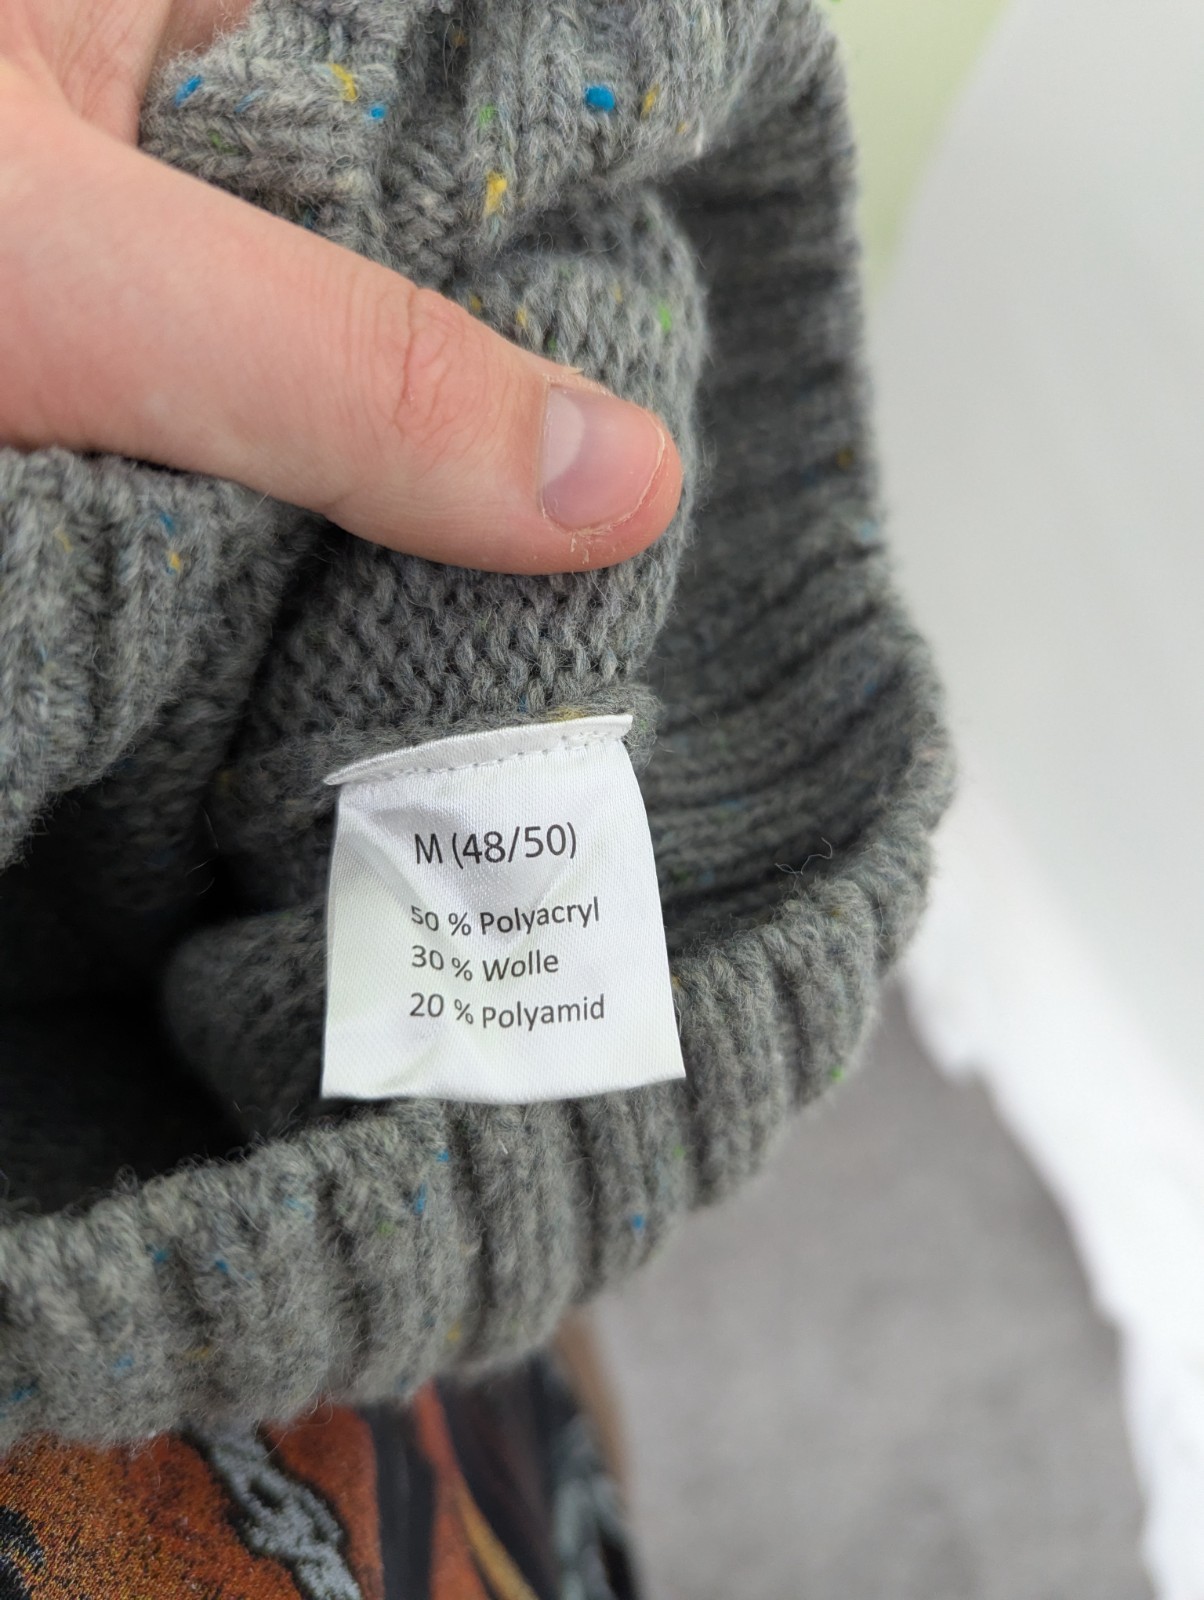 M (48/50)
50 % Polyacryl
30 % Wolle
20 % Polyamid